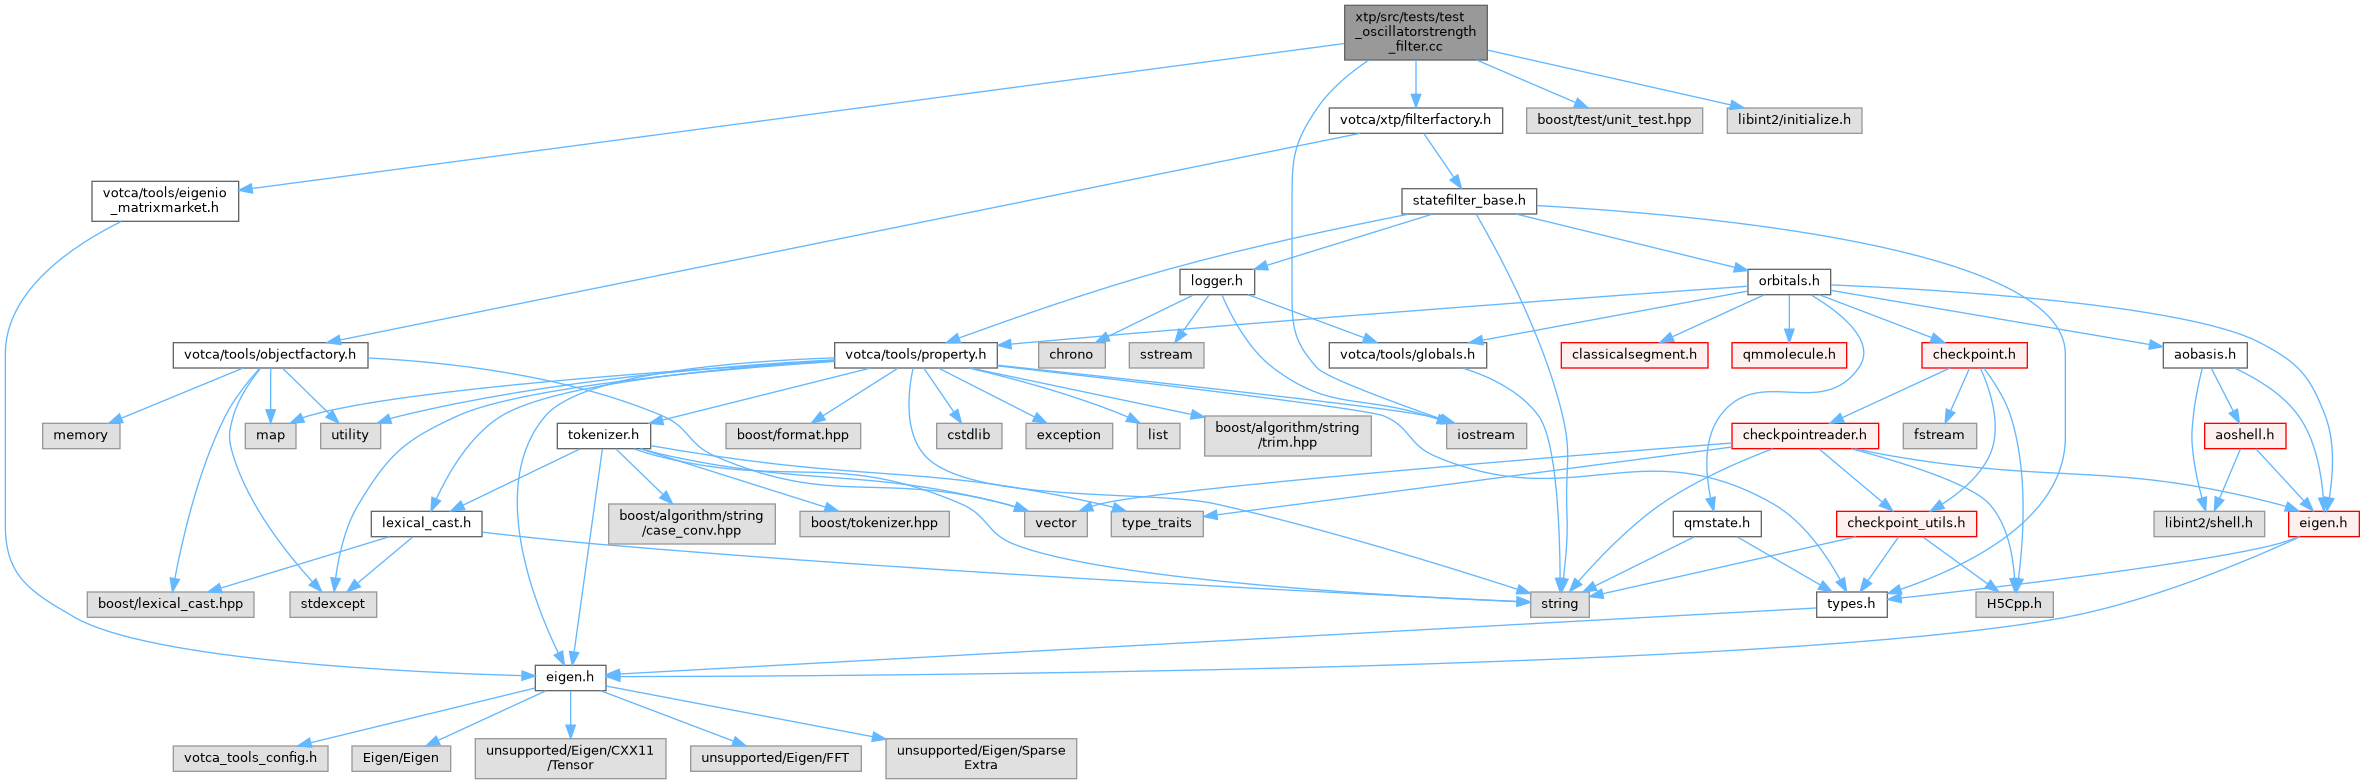 xtp/src/tests/test
_oscillatorstrength
_filter.cc
votca/xtp/filterfactory.h
boost/test/unit_test.hpp
libint2/initialize.h
votca/tools/eigenio
_matrixmarket.h
statefilter_base.h
logger.h
orbitals.h
votca/tools/objectfactory.h
votca/tools/property.h
chrono
sstream
votca/tools/globals.h
classicalsegment.h
qmmolecule.h
checkpoint.h
aobasis.h
memory
map
utility
tokenizer.h
boost/format.hpp
cstdlib
exception
list
boost/algorithm/string
/trim.hpp
iostream
checkpointreader.h
fstream
aoshell.h
lexical_cast.h
boost/algorithm/string
/case_conv.hpp
boost/tokenizer.hpp
vector
type_traits
qmstate.h
checkpoint_utils.h
libint2/shell.h
eigen.h
boost/lexical_cast.hpp
stdexcept
string
types.h
H5Cpp.h
eigen.h
votca_tools_config.h
Eigen/Eigen
unsupported/Eigen/CXX11
/Tensor
unsupported/Eigen/FFT
unsupported/Eigen/Sparse
Extra